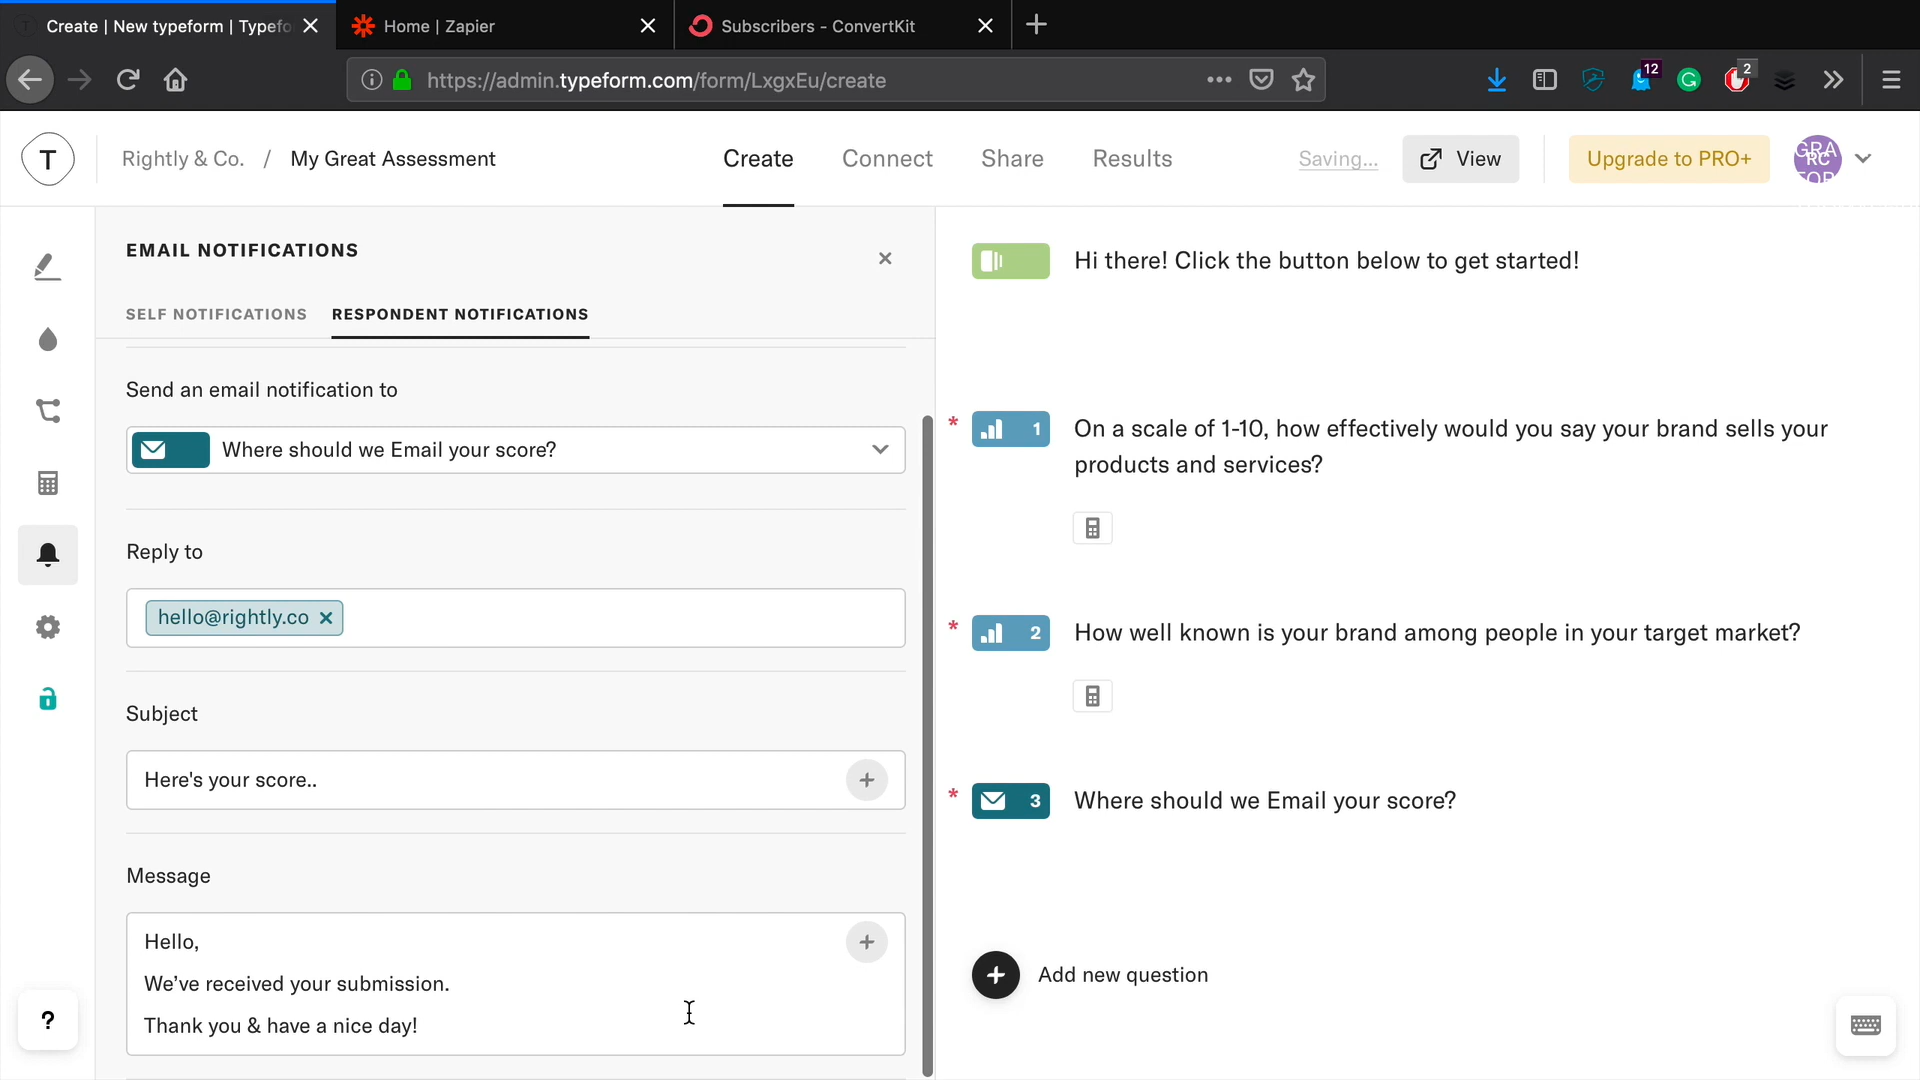 Create | New typeform | Typefo
Home | Zapier
Subscribers - ConvertKit
https://admin.typeform.com/form/LxgxEu/create
12
G
2
T
Rightly & Co. / My Great Assessment
Create
Connect
Share
Results
Saving...
View
Upgrade to PRO+
RC
EMAIL NOTIFICATIONS
SELF NOTIFICATIONS
RESPONDENT NOTIFICATIONS
Send an email notification to
Where should we Email your score?
Reply to
hello@rightly.co
Subject
Here's your score..
Message
Hello,
We've received your submission.
Thank you & have a nice day!
?
Hi there! Click the button below to get started!
* 1 On a scale of 1-10, how effectively would you say your brand sells your
products and services?
* 2 How well known is your brand among people in your target market?
* 3 Where should we Email your score?
Add new question